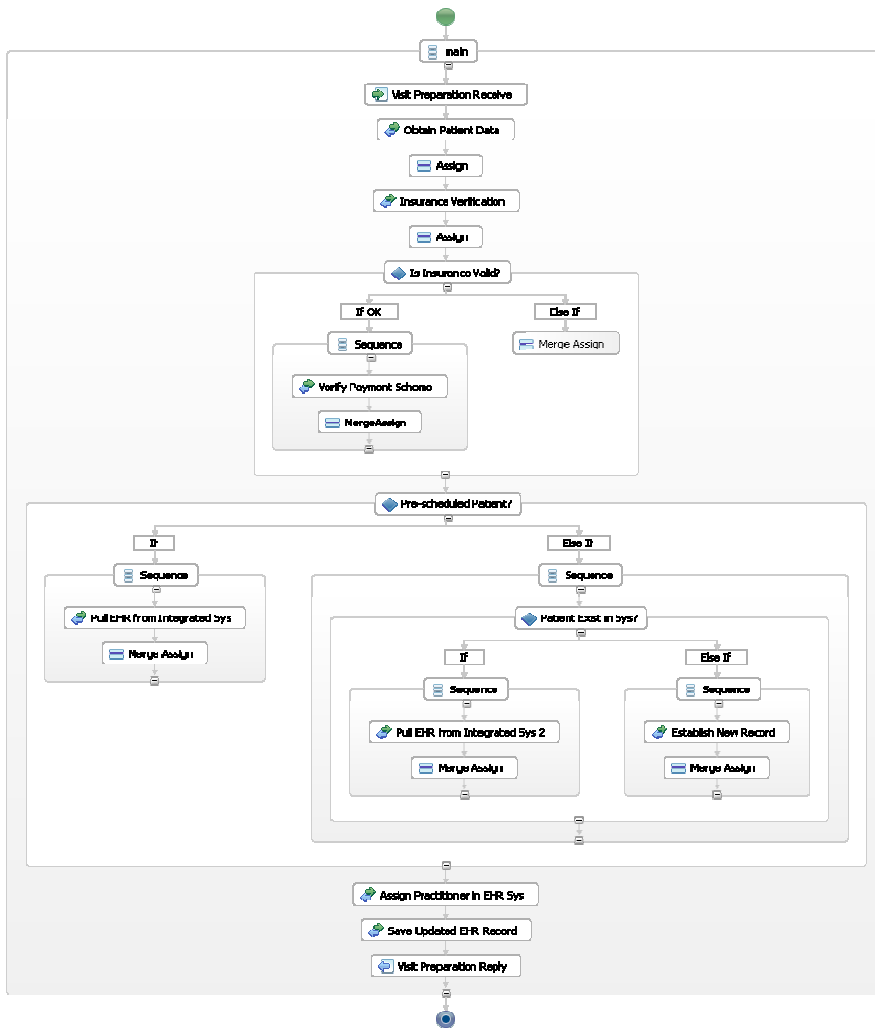 main
Visit Preparation Receive
Obtain Patient Data
Assign
Insurance Verification
Assign
Is Insurance Valid?
If OK
Else If
Sequence
Merge Assign
Verify Payment Scheme
MergeAssign
Pre-scheduled Patient?
If
Else If
Sequence
Sequence
Pull EHR from Integrated Sys
Patient Exist in Sys?
Merge Assign
If
Else If
Sequence
Sequence
Pull EHR from Integrated Sys 2
Establish New Record
Merge Assign
Merge Assign
Assign Practitioner in EHR Sys
Save Updated EHR Record
Visit Preparation Reply